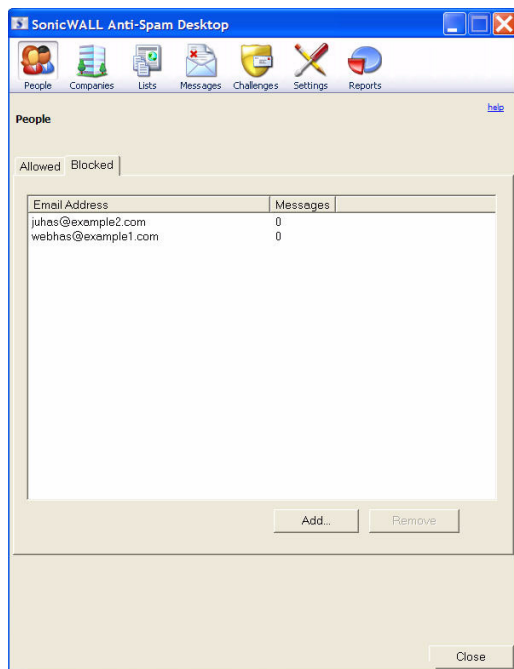 SonicWALL Anti-Spam Desktop
People Companies Lists Messages Challenges Settings Reports
help
People
Allowed Blocked
Email Address Messages
juhas@example2.com 0
webhas@example1.com 0
Add... Remove
Close